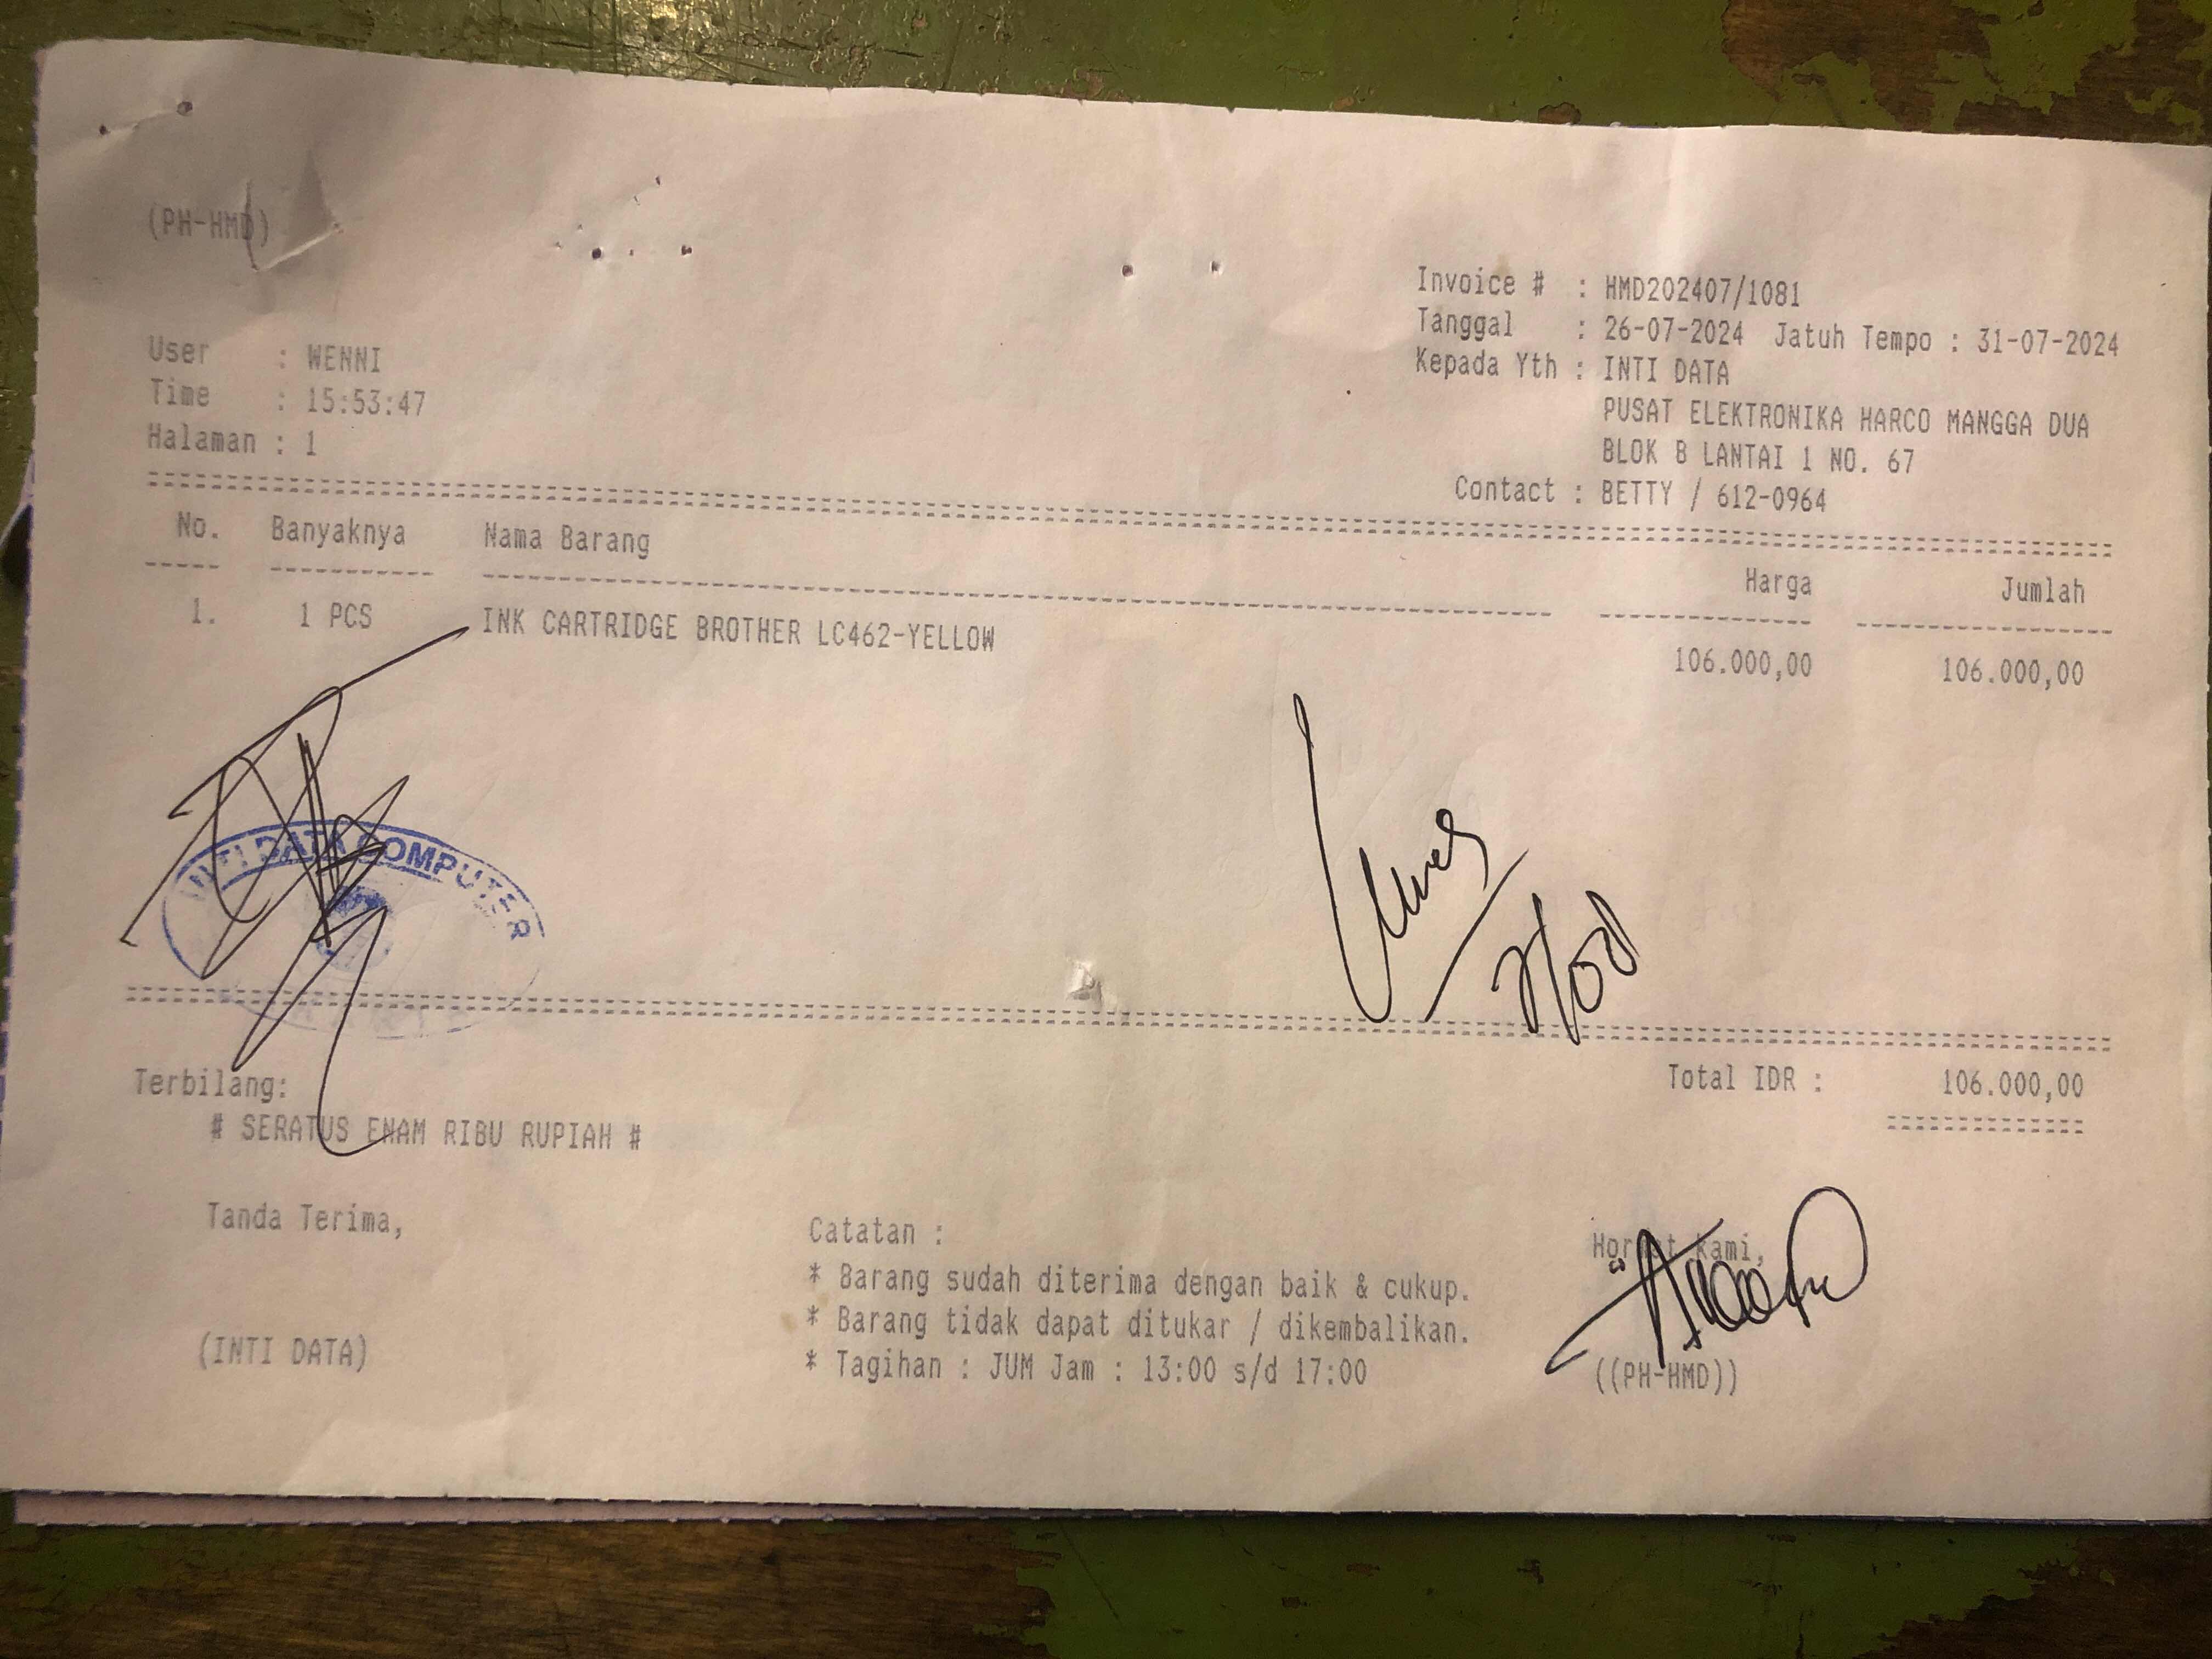 (PH-HMD)
Invoice # : HMD202407/1081
Tanggal : 26-07-2024 Jatuh Tempo : 31-07-2024
Kepada Yth : INTI DATA
PUSAT ELEKTRONIKA HARCO MANGGA DUA
BLOK B LANTAI 1 NO. 67
Contact : BETTY / 612-0964
User : WENNI
Time : 15:53:47
Halaman : 1
No. Banyaknya Nama Barang Harga Jumlah
1. 1 PCS INK CARTRIDGE BROTHER LC462-YELLOW 106.000,00 106.000,00
INTI DATA COMPUTER
Total IDR : 106.000,00
Terbilang:
# SERATUS ENAM RIBU RUPIAH #
Tanda Terima,
(INTI DATA)
Catatan :
* Barang sudah diterima dengan baik & cukup.
* Barang tidak dapat ditukar / dikembalikan.
* Tagihan : JUM Jam : 13:00 s/d 17:00
Hormat kami,
((PH-HMD))